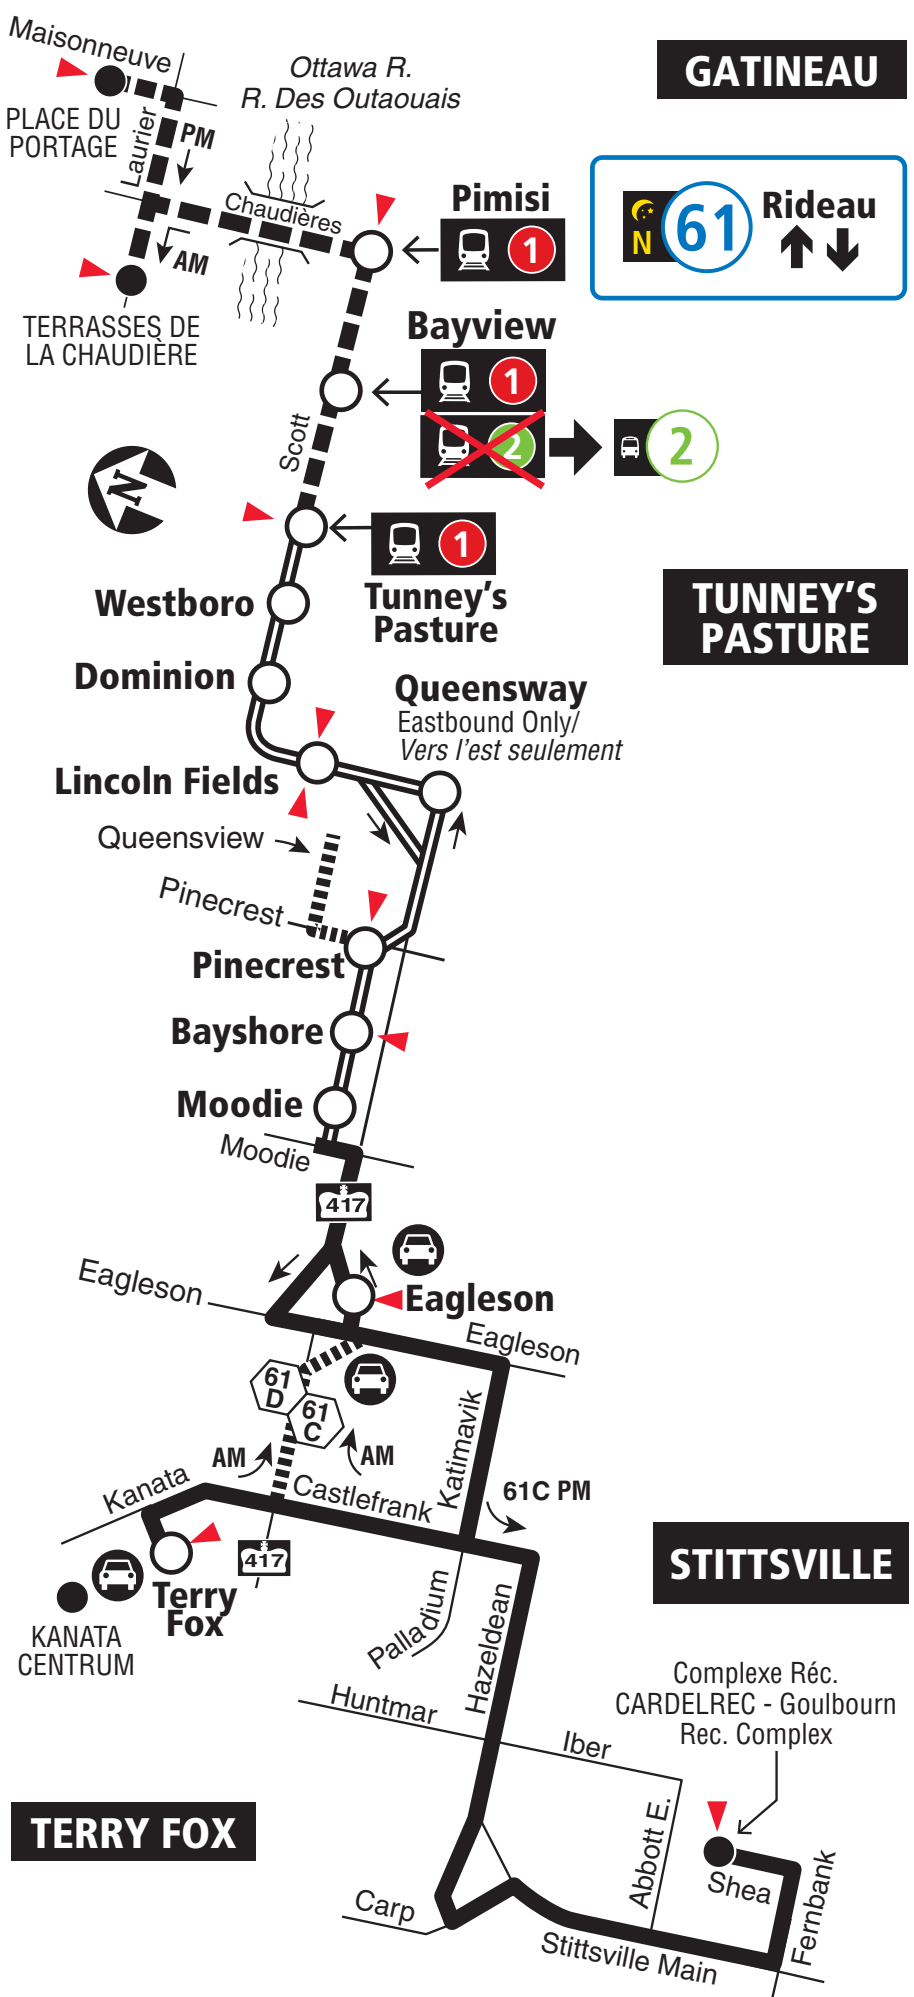 Maisonneuve
Ottawa R.
R. Des Outaouais
GATINEAU
PLACE DU
PORTAGE
Laurier
PM
Chaudières
Pimisi
1
N
61
Rideau
AM
TERRASSES DE
LA CHAUDIÈRE
Bayview
1
2
2
Scott
N
1
Tunney's
Pasture
TUNNEY'S
PASTURE
Westboro
Dominion
Queensway
Eastbound Only/
Vers l'est seulement
Lincoln Fields
Queensview
Pinecrest
Pinecrest
Bayshore
Moodie
Moodie
417
Eagleson
Eagleson
Eagleson
61
D
61
C
AM
AM
Katimavik
Kanata
Castlefrank
61C PM
417
Terry
Fox
KANATA
CENTRUM
STITTSVILLE
Palladium
Hazeldean
Huntmar
Iber
Complexe Réc.
CARDELREC - Goulbourn
Rec. Complex
TERRY FOX
Abbott E.
Shea
Fernbank
Carp
Stittsville Main